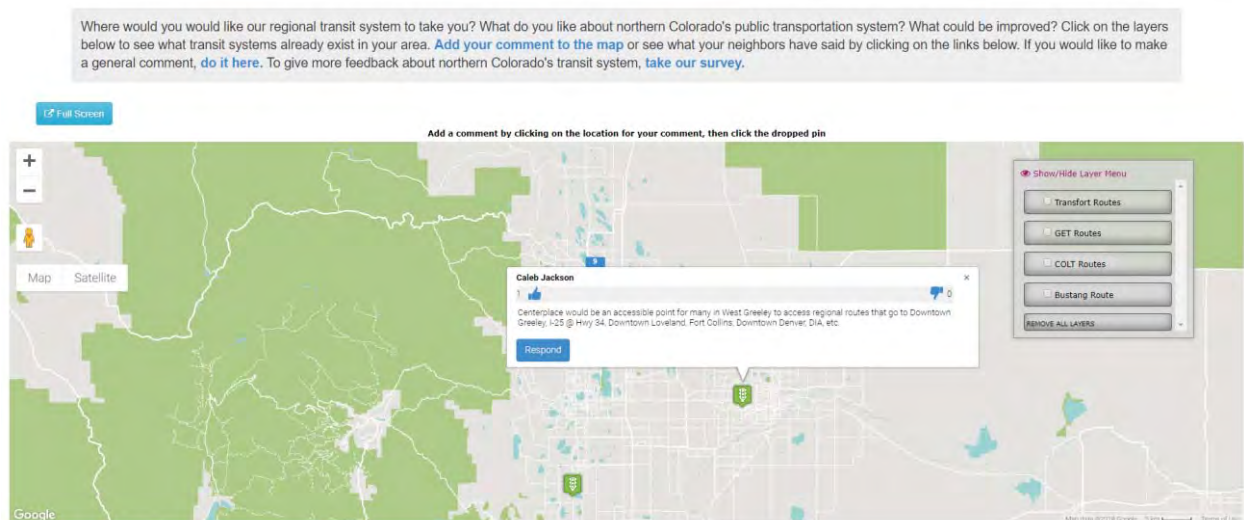 Where would you would like our regional transit system to take you? What do you like about northern Colorado's public transportation system? What could be improved? Click on the layers
below to see what transit systems already exist in your area. Add your comment to the map or see what your neighbors have said by clicking on the links below. If you would like to make
a general comment, do it here. To give more feedback about northern Colorado's transit system, take our survey.
Full Screen
Add a comment by clicking on the location for your comment, then click the dropped pin
+
−
Map Satellite
Show/Hide Layer Menu
Transfort Routes
GET Routes
COLT Routes
Bustang Route
REMOVE ALL LAYERS
Caleb Jackson ×
1 0
Centerplace would be an accessible point for many in West Greeley to access regional routes that go to Downtown
Greeley, I-25 @ Hwy 34, Downtown Loveland, Fort Collins, Downtown Denver, DIA, etc.
Respond
Google
Terms of Use